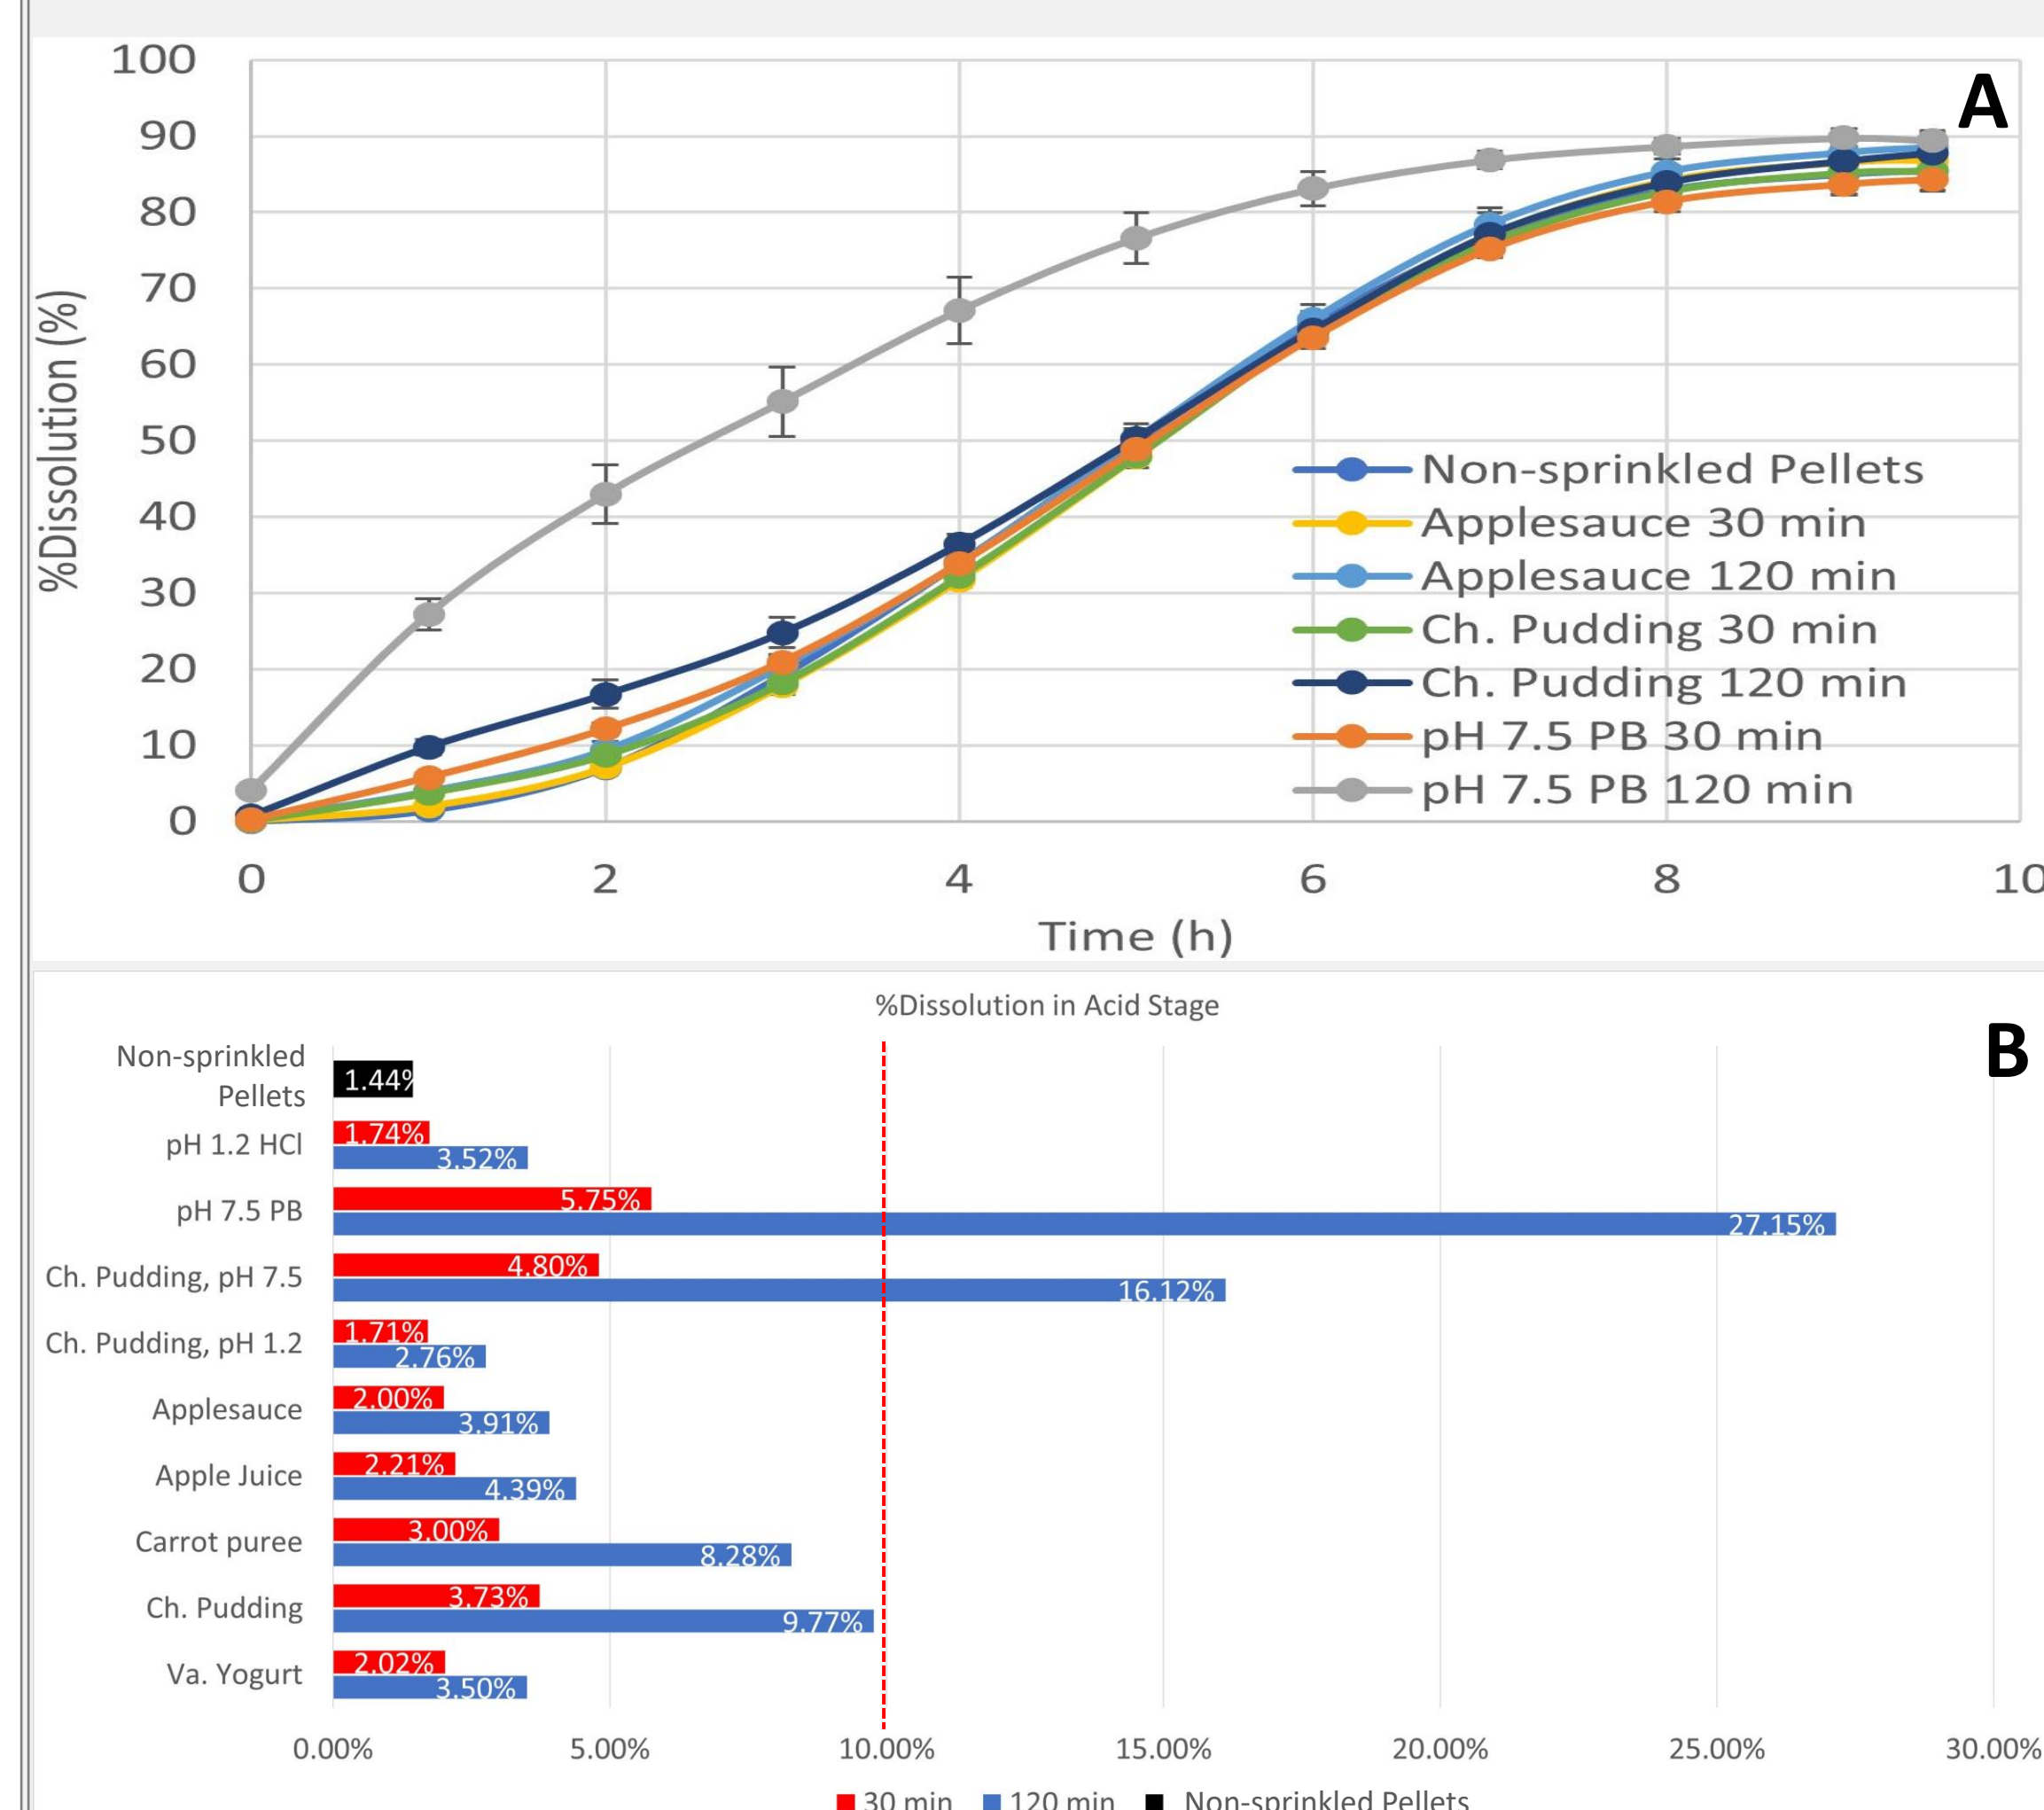 A
100
90
80
70
60
50
40
30
20
10
0
%Dissolution (%)
Non-sprinkled Pellets
Applesauce 30 min
Applesauce 120 min
Ch. Pudding 30 min
Ch. Pudding 120 min
pH 7.5 PB 30 min
pH 7.5 PB 120 min
0 2 4 6 8 10
Time (h)
%Dissolution in Acid Stage
B
Non-sprinkled
Pellets
1.44%
pH 1.2 HCl
1.74%
3.52%
pH 7.5 PB
5.75%
27.15%
Ch. Pudding, pH 7.5
4.80%
16.12%
Ch. Pudding, pH 1.2
1.71%
2.76%
Applesauce
2.00%
3.91%
Apple Juice
2.21%
4.39%
Carrot puree
3.00%
8.28%
Ch. Pudding
3.73%
9.77%
Va. Yogurt
2.02%
3.50%
0.00% 5.00% 10.00% 15.00% 20.00% 25.00% 30.00%
30 min 120 min Non-sprinkled Pellets